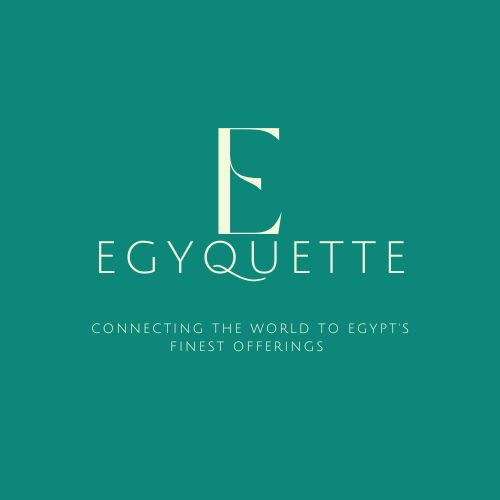 E
EGYQUETTE
CONNECTING THE WORLD TO EGYPT'S
FINEST OFFERINGS